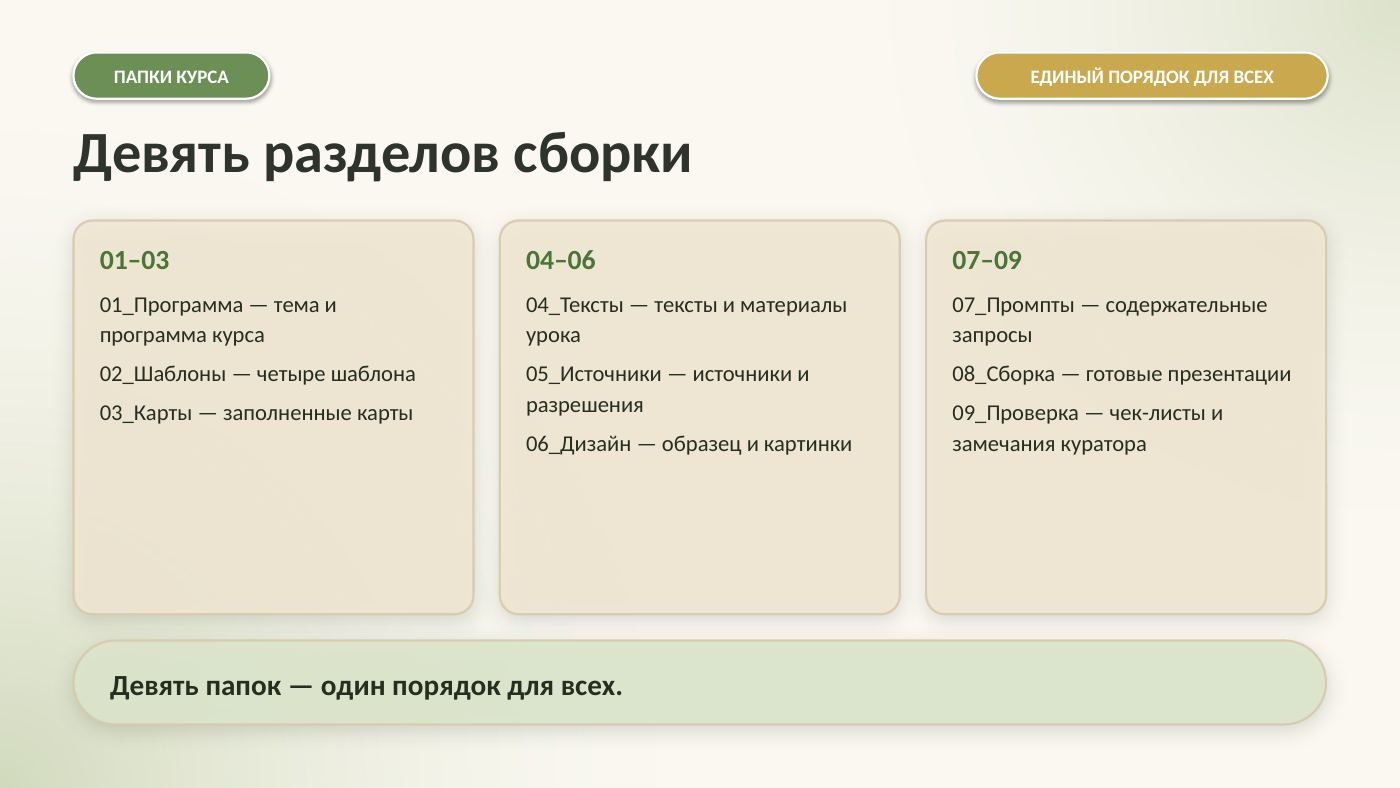 ПАПКИ КУРСА
ЕДИНЫЙ ПОРЯДОК ДЛЯ ВСЕХ
Девять разделов сборки
01–03
01_Программа — тема и
программа курса
02_Шаблоны — четыре шаблона
03_Карты — заполненные карты
04–06
04_Тексты — тексты и материалы
урока
05_Источники — источники и
разрешения
06_Дизайн — образец и картинки
07–09
07_Промпты — содержательные
запросы
08_Сборка — готовые презентации
09_Проверка — чек-листы и
замечания куратора
Девять папок — один порядок для всех.